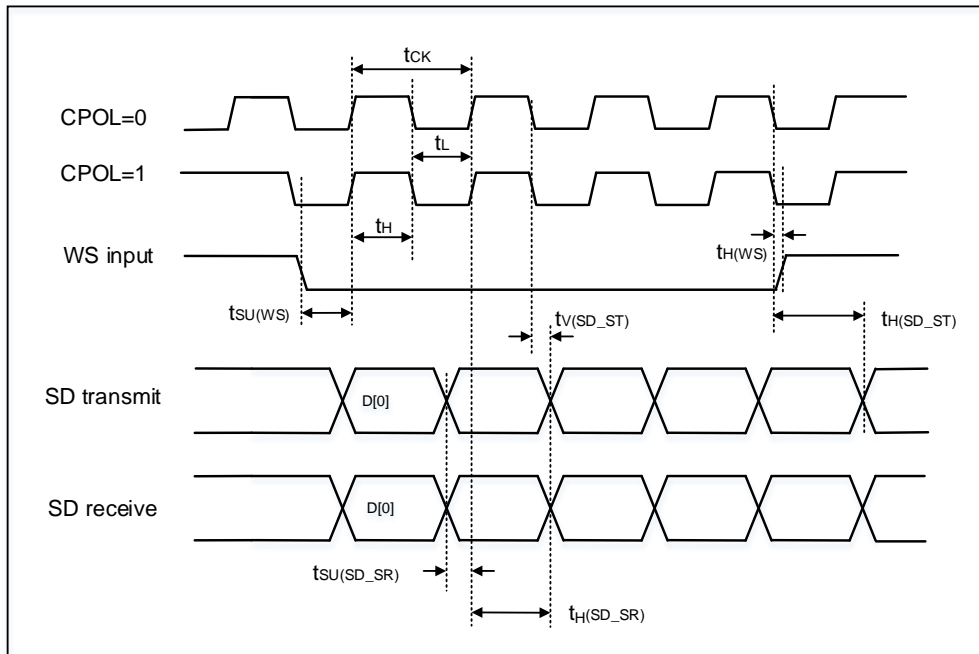 tCK
CPOL=0
tL
CPOL=1
tH
tH(WS)
WS input
tSU(WS)
tV(SD_ST)
tH(SD_ST)
SD transmit
D[0]
SD receive
D[0]
tSU(SD_SR)
tH(SD_SR)